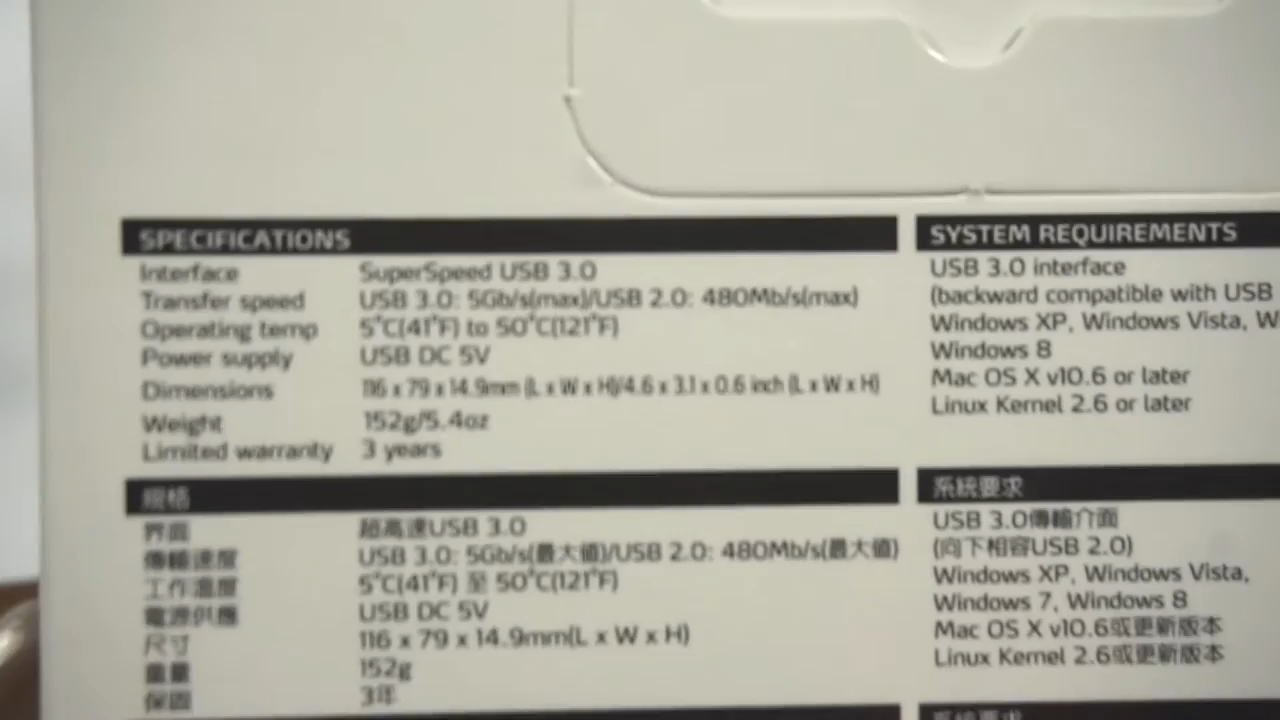 SPECIFICATIONS
Interface SuperSpeed USB 3.0
Transfer speed USB 3.0: 5Gb/s(max)/USB 2.0: 480Mb/s(max)
Operating temp 5°C(41°F) to 50°C(121°F)
Power supply USB DC 5V
Dimensions 116 x 79 x 14.9mm (L x W x H)/4.6 x 3.1 x 0.6 inch (L x W x H)
Weight 152g/5.4oz
Limited warranty 3 years
SYSTEM REQUIREMENTS
USB 3.0 interface
(backward compatible with USB
Windows XP, Windows Vista, W
Windows 8
Mac OS X v10.6 or later
Linux Kernel 2.6 or later
規格
界面 超高速USB 3.0
傳輸速度 USB 3.0: 5Gb/s(最大值)/USB 2.0: 480Mb/s(最大值)
工作溫度 5°C(41°F) 至 50°C(121°F)
電源供應 USB DC 5V
尺寸 116 x 79 x 14.9mm(L x W x H)
重量 152g
保固 3年
系統要求
USB 3.0傳輸介面
(向下相容USB 2.0)
Windows XP, Windows Vista,
Windows 7, Windows 8
Mac OS X v10.6或更新版本
Linux Kernel 2.6或更新版本
系統要求